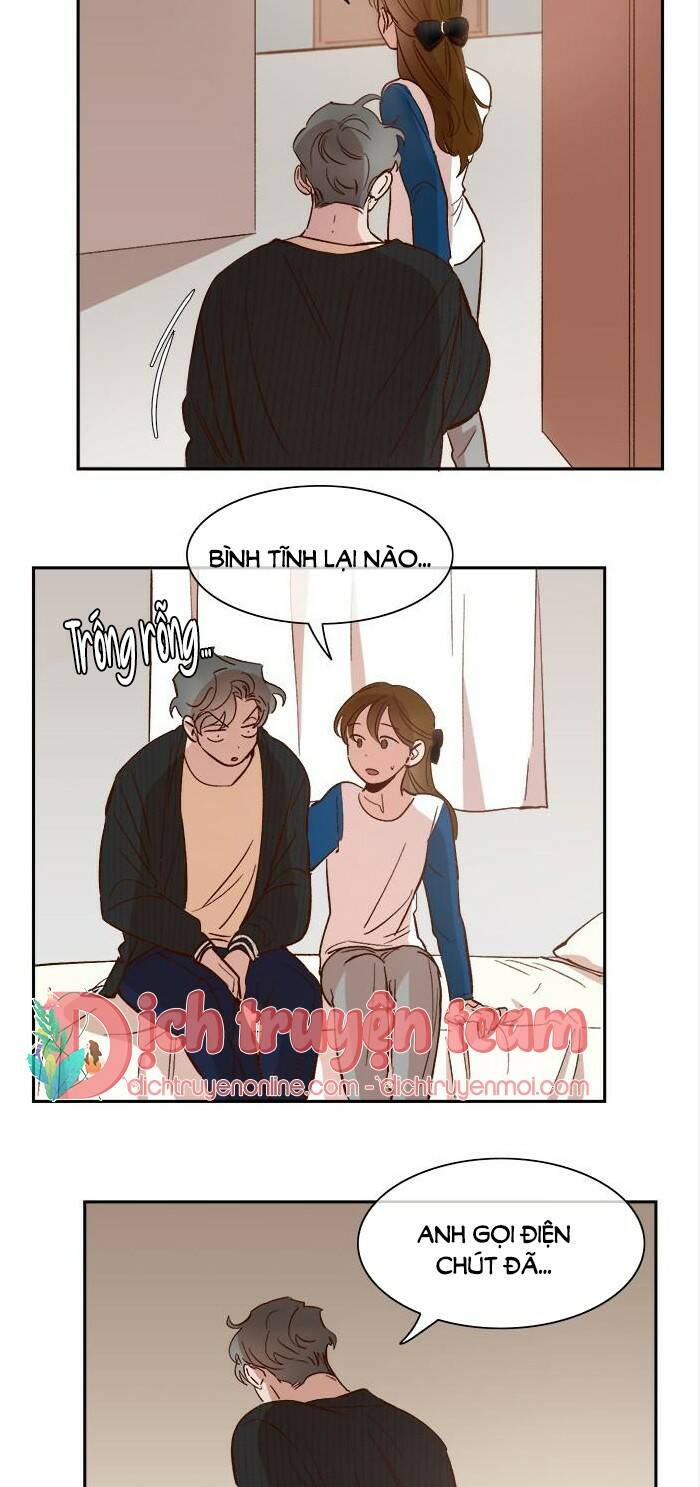 BÌNH TĨNH LẠI NÀO...
Trống rỗng...
Dịch truyện team
dichtruyenonline.com - dichtruyenmoi.com
ANH GỌI ĐIỆN
CHÚT ĐÃ...